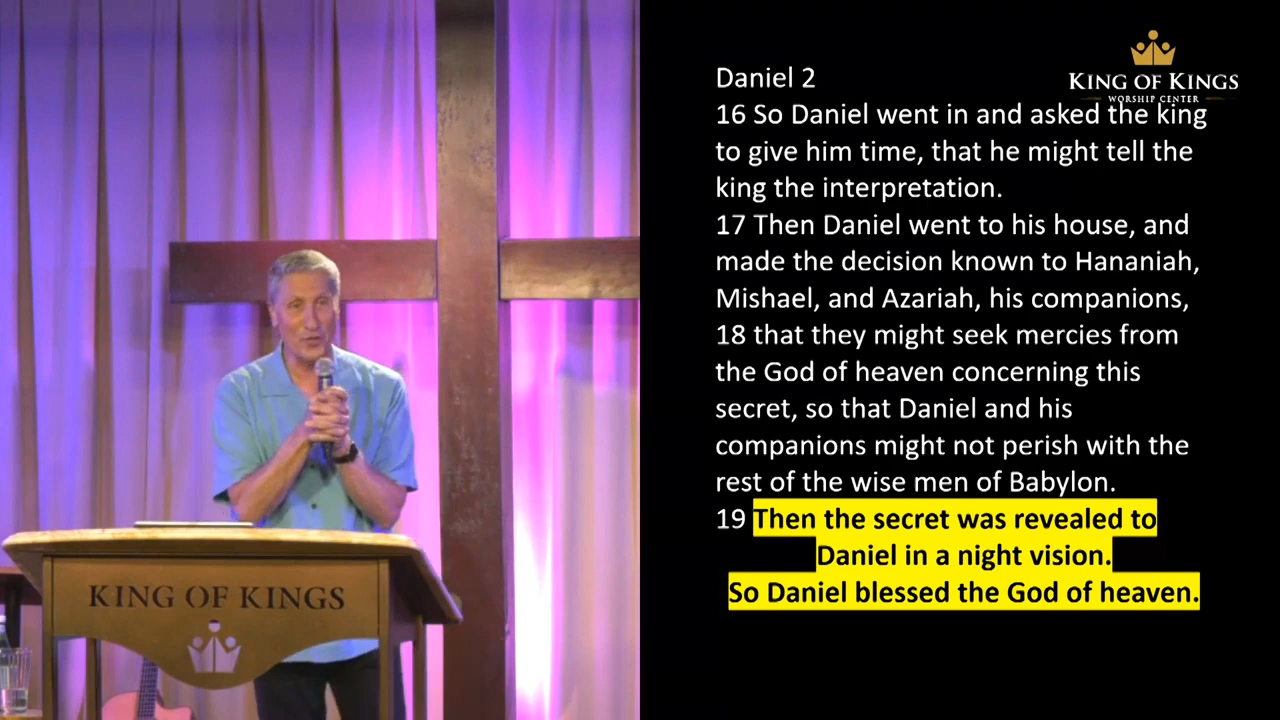 KING OF KINGS
WORSHIP CENTER
Daniel 2
16 So Daniel went in and asked the king
to give him time, that he might tell the
king the interpretation.
17 Then Daniel went to his house, and
made the decision known to Hananiah,
Mishael, and Azariah, his companions,
18 that they might seek mercies from
the God of heaven concerning this
secret, so that Daniel and his
companions might not perish with the
rest of the wise men of Babylon.
19 Then the secret was revealed to
Daniel in a night vision.
So Daniel blessed the God of heaven.
KING OF KINGS